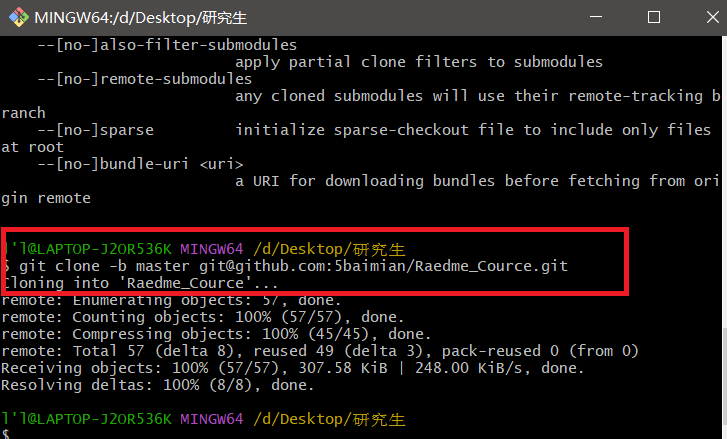 MINGW64:/d/Desktop/研究生
--[no-]also-filter-submodules
apply partial clone filters to submodules
--[no-]remote-submodules
any cloned submodules will use their remote-tracking b
ranch
--[no-]sparse initialize sparse-checkout file to include only files
at root
--[no-]bundle-uri <uri>
a URI for downloading bundles before fetching from ori
gin remote
l'l@LAPTOP-J2OR536K MINGW64 /d/Desktop/研究生
$ git clone -b master git@github.com:5baimian/Raedme_Cource.git
Cloning into 'Raedme_Cource'...
remote: Enumerating objects: 57, done.
remote: Counting objects: 100% (57/57), done.
remote: Compressing objects: 100% (45/45), done.
remote: Total 57 (delta 8), reused 49 (delta 3), pack-reused 0 (from 0)
Receiving objects: 100% (57/57), 307.58 KiB | 248.00 KiB/s, done.
Resolving deltas: 100% (8/8), done.
l'l@LAPTOP-J2OR536K MINGW64 /d/Desktop/研究生
$